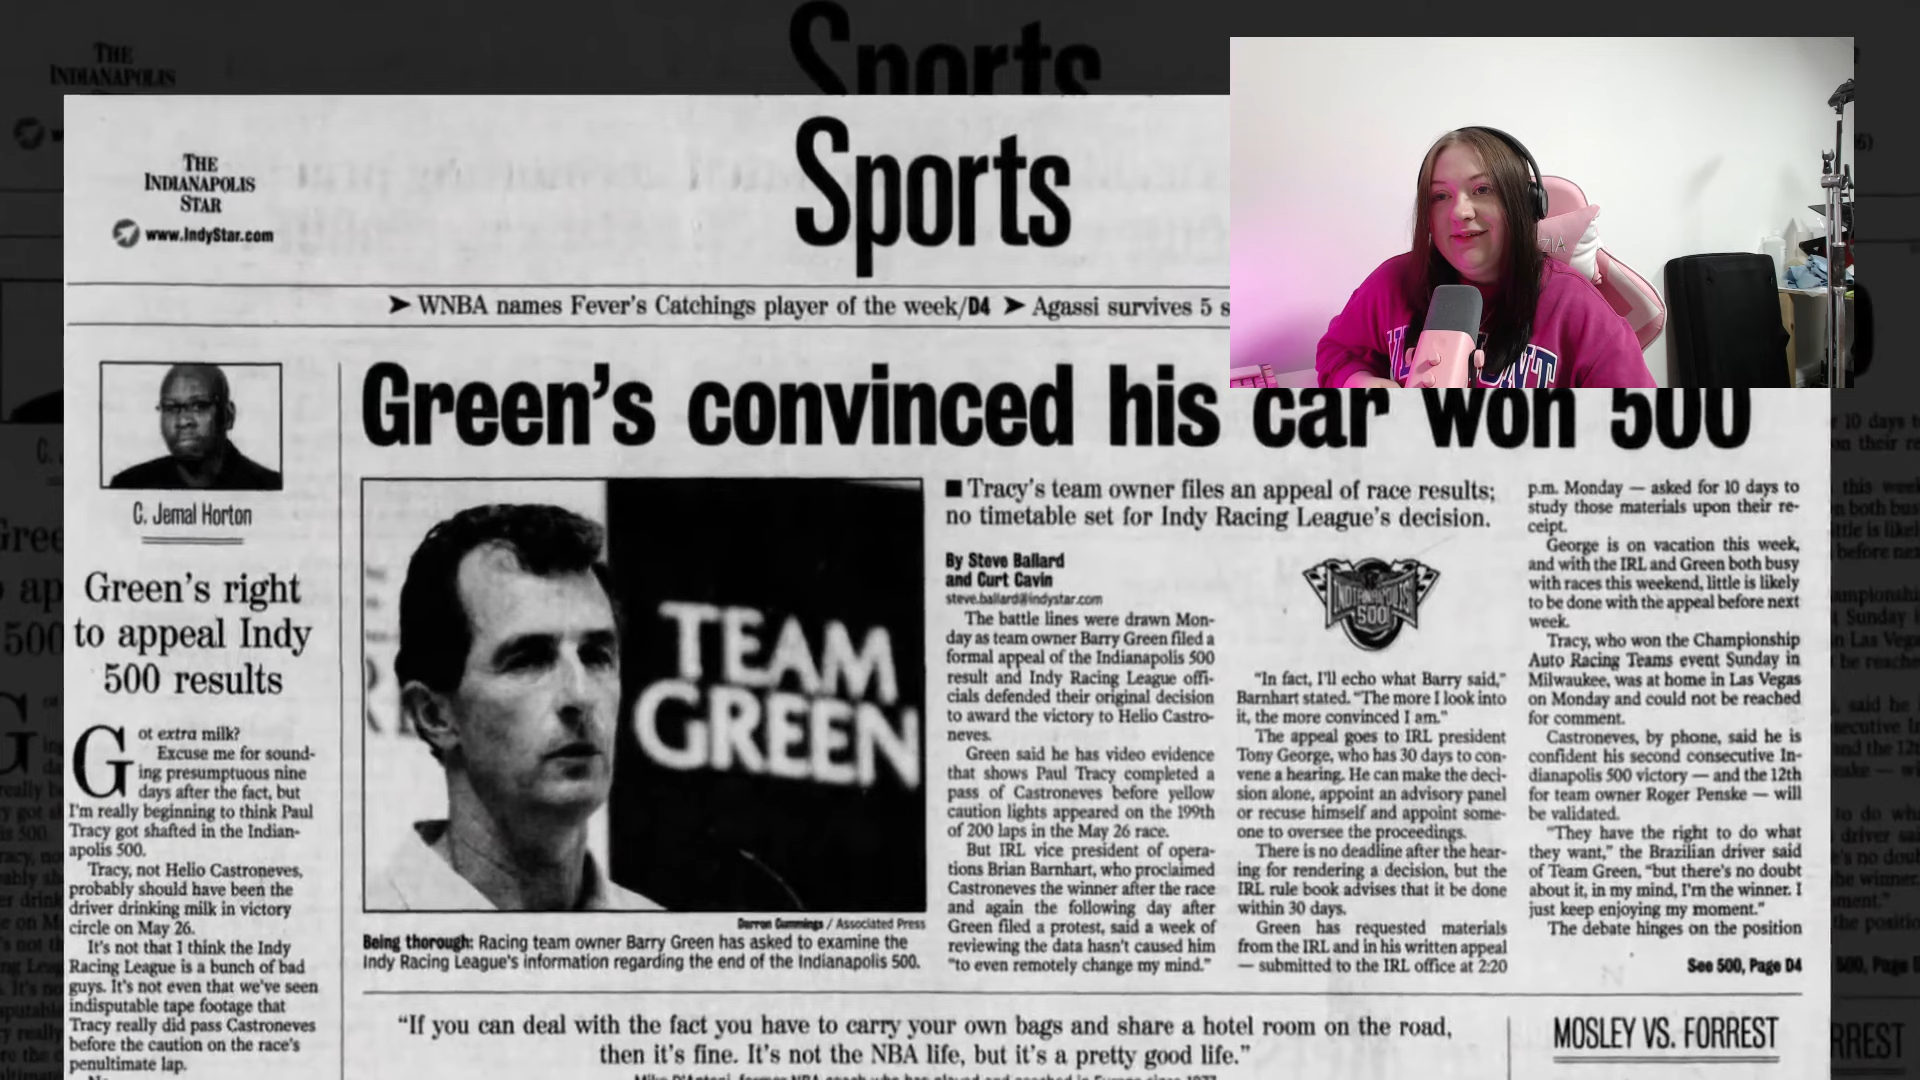 Sports
THE
INDIANAPOLIS
THE
INDIANAPOLIS
STAR
www.IndyStar.com
Sports
➤ WNBA names Fever's Catchings player of the week/D4 ➤ Agassi survives 5 s
Green's convinced his car won 500
C. Jemal Horton
Green's right
to appeal Indy
500 results
Got extra milk?
Excuse me for sound-
ing presumptuous nine
days after the fact, but
I'm really beginning to think Paul
Tracy got shafted in the Indian-
apolis 500.
Tracy, not Helio Castroneves,
probably should have been the
driver drinking milk in victory
circle on May 26.
It's not that I think the Indy
Racing League is a bunch of bad
guys. It's not even that we've seen
indisputable tape footage that
Tracy really did pass Castroneves
before the caution on the race's
penultimate lap.
TEAM
GREEN
Darron Cummings / Associated Press
Being thorough: Racing team owner Barry Green has asked to examine the
Indy Racing League's information regarding the end of the Indianapolis 500.
■ Tracy's team owner files an appeal of race results;
no timetable set for Indy Racing League's decision.
By Steve Ballard
and Curt Cavin
steve.ballard@indystar.com
The battle lines were drawn Mon-
day as team owner Barry Green filed a
formal appeal of the Indianapolis 500
result and Indy Racing League offi-
cials defended their original decision
to award the victory to Helio Castro-
neves.
Green said he has video evidence
that shows Paul Tracy completed a
pass of Castroneves before yellow
caution lights appeared on the 199th
of 200 laps in the May 26 race.
But IRL vice president of opera-
tions Brian Barnhart, who proclaimed
Castroneves the winner after the race
and again the following day after
Green filed a protest, said a week of
reviewing the data hasn't caused him
"to even remotely change my mind."
INDIANAPOLIS
500
"In fact, I'll echo what Barry said,"
Barnhart stated. "The more I look into
it, the more convinced I am."
The appeal goes to IRL president
Tony George, who has 30 days to con-
vene a hearing. He can make the deci-
sion alone, appoint an advisory panel
or recuse himself and appoint some-
one to oversee the proceedings.
There is no deadline after the hear-
ing for rendering a decision, but the
IRL rule book advises that it be done
within 30 days.
Green has requested materials
from the IRL and in his written appeal
— submitted to the IRL office at 2:20
p.m. Monday — asked for 10 days to
study those materials upon their re-
ceipt.
George is on vacation this week,
and with the IRL and Green both busy
with races this weekend, little is likely
to be done with the appeal before next
week.
Tracy, who won the Championship
Auto Racing Teams event Sunday in
Milwaukee, was at home in Las Vegas
on Monday and could not be reached
for comment.
Castroneves, by phone, said he is
confident his second consecutive In-
dianapolis 500 victory — and the 12th
for team owner Roger Penske — will
be validated.
"They have the right to do what
they want," the Brazilian driver said
of Team Green, "but there's no doubt
about it, in my mind, I'm the winner. I
just keep enjoying my moment."
The debate hinges on the position
See 500, Page D4
"If you can deal with the fact you have to carry your own bags and share a hotel room on the road,
then it's fine. It's not the NBA life, but it's a pretty good life."
MOSLEY VS. FORREST